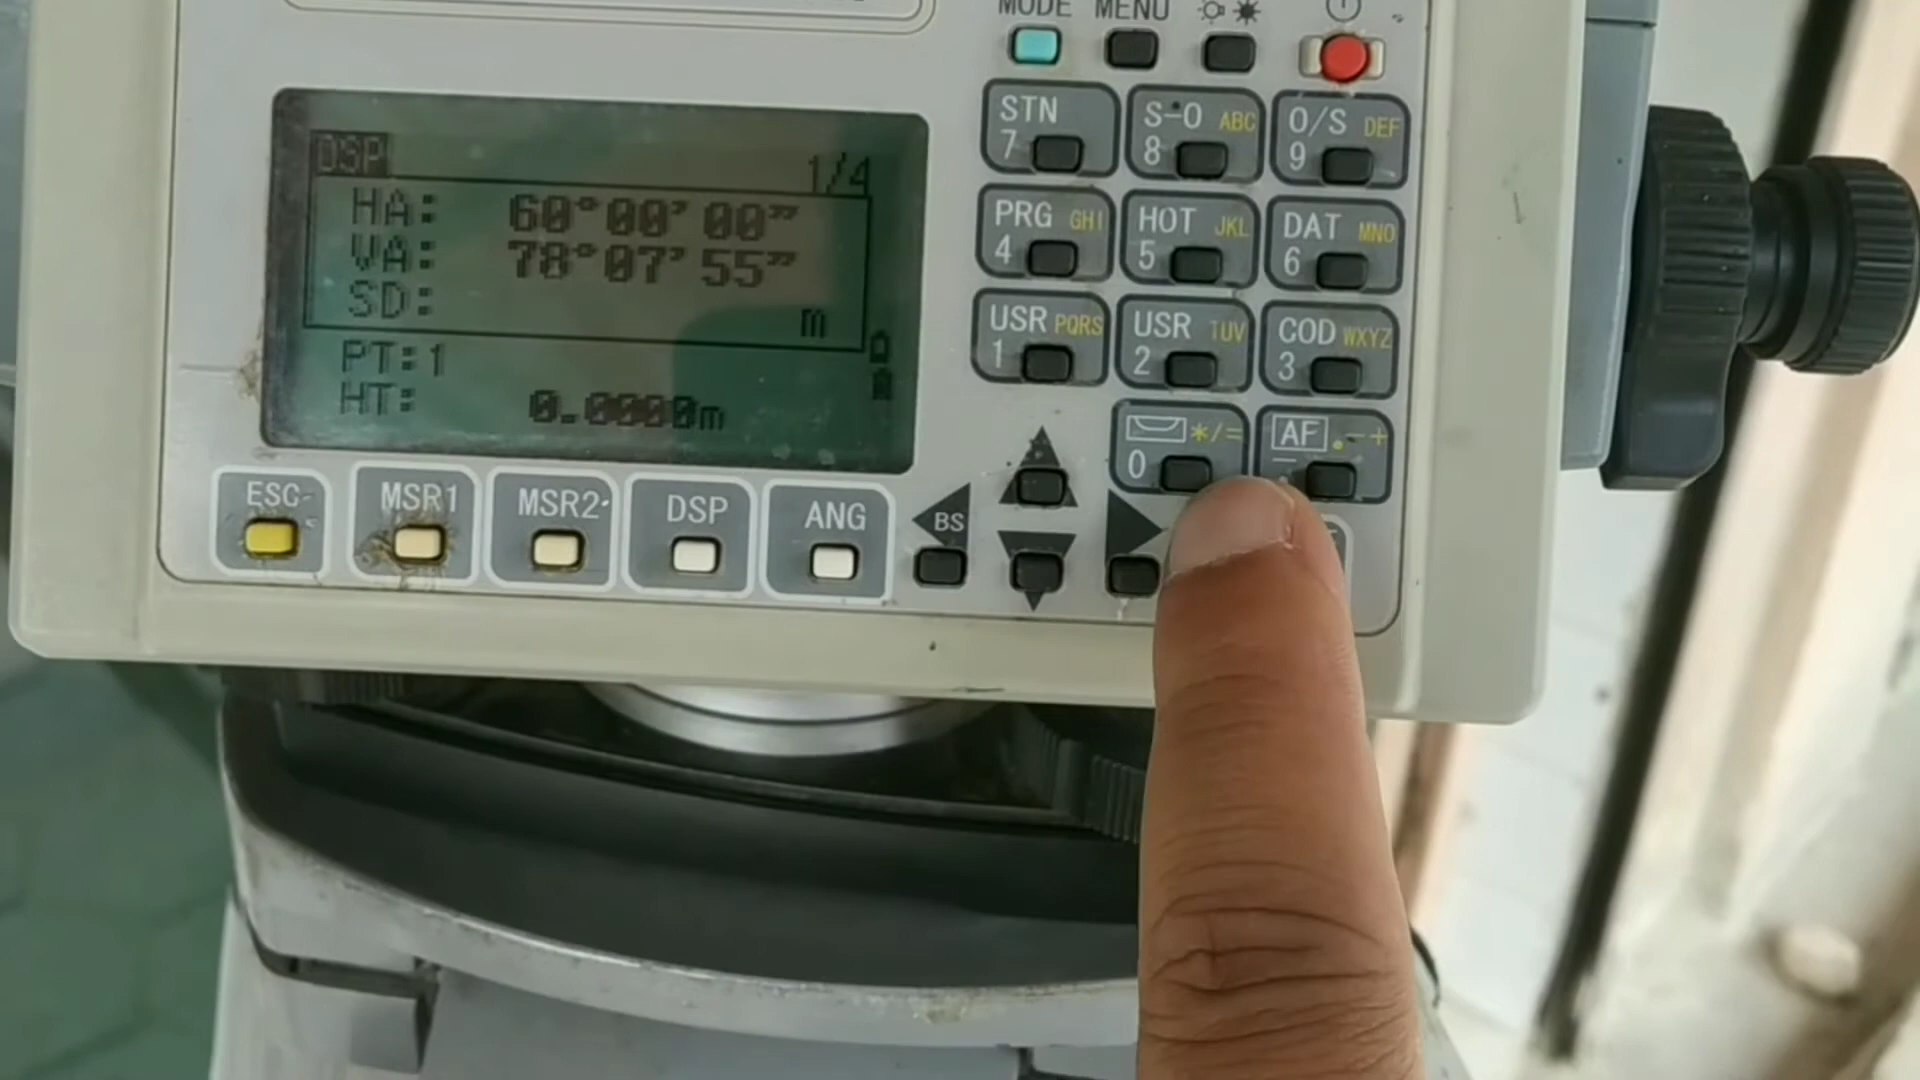 MODE MENU
DSP 1/4
HA: 60°00'00"
VA: 78°07'55"
SD: m
PT:1
HT: 0.0000m
STN 7
S-O ABC 8
O/S DEF 9
PRG GHI 4
HOT JKL 5
DAT MNO 6
USR PQRS 1
USR TUV 2
COD WXYZ 3
*/= 0
AF .-+
ESC MSR1 MSR2 DSP ANG
BS